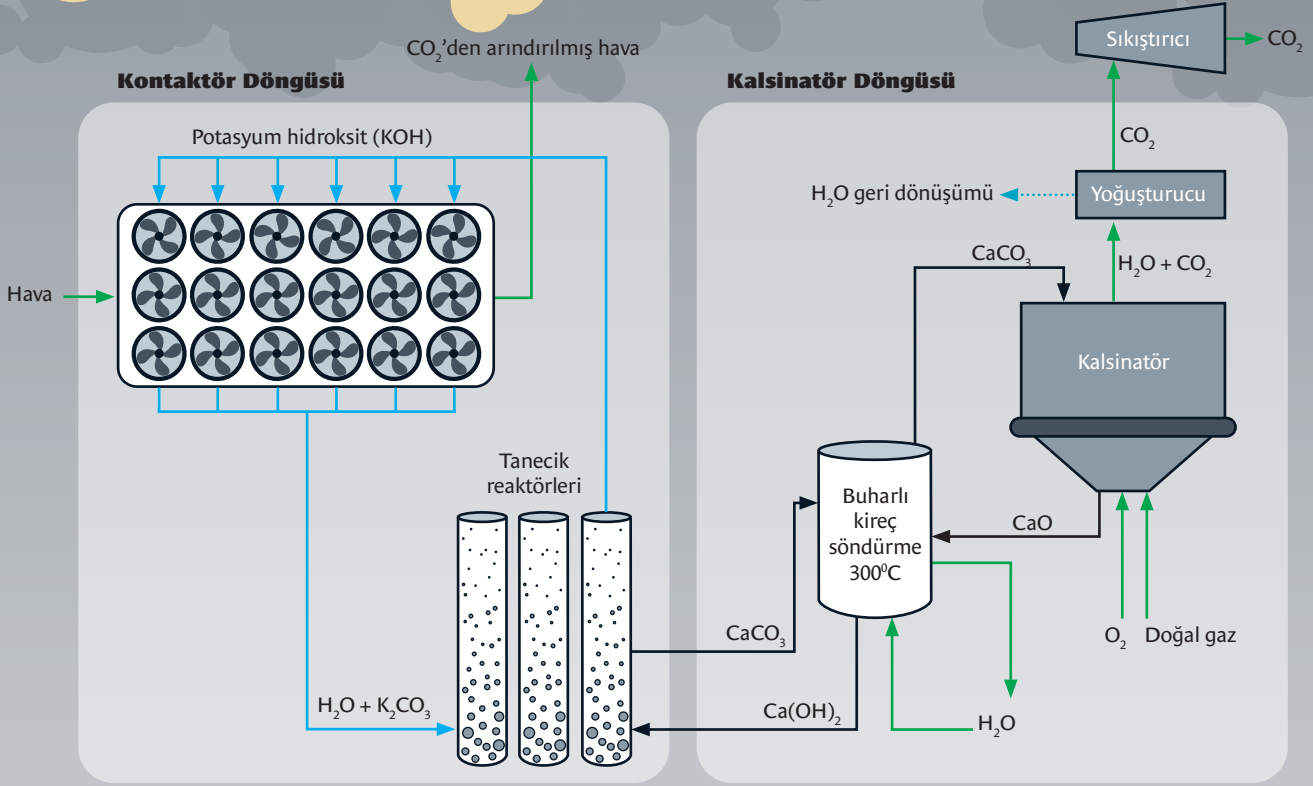 CO₂'den arındırılmış hava
Kontaktör Döngüsü
Potasyum hidroksit (KOH)
Hava
Tanecik
reaktörleri
H₂O + K₂CO₃
Kalsinatör Döngüsü
Sıkıştırıcı
CO₂
CO₂
H₂O geri dönüşümü
Yoğuşturucu
CaCO₃
H₂O + CO₂
Kalsinatör
Buharlı
kireç
söndürme
300⁰C
CaO
CaCO₃
O₂
Doğal gaz
Ca(OH)₂
H₂O